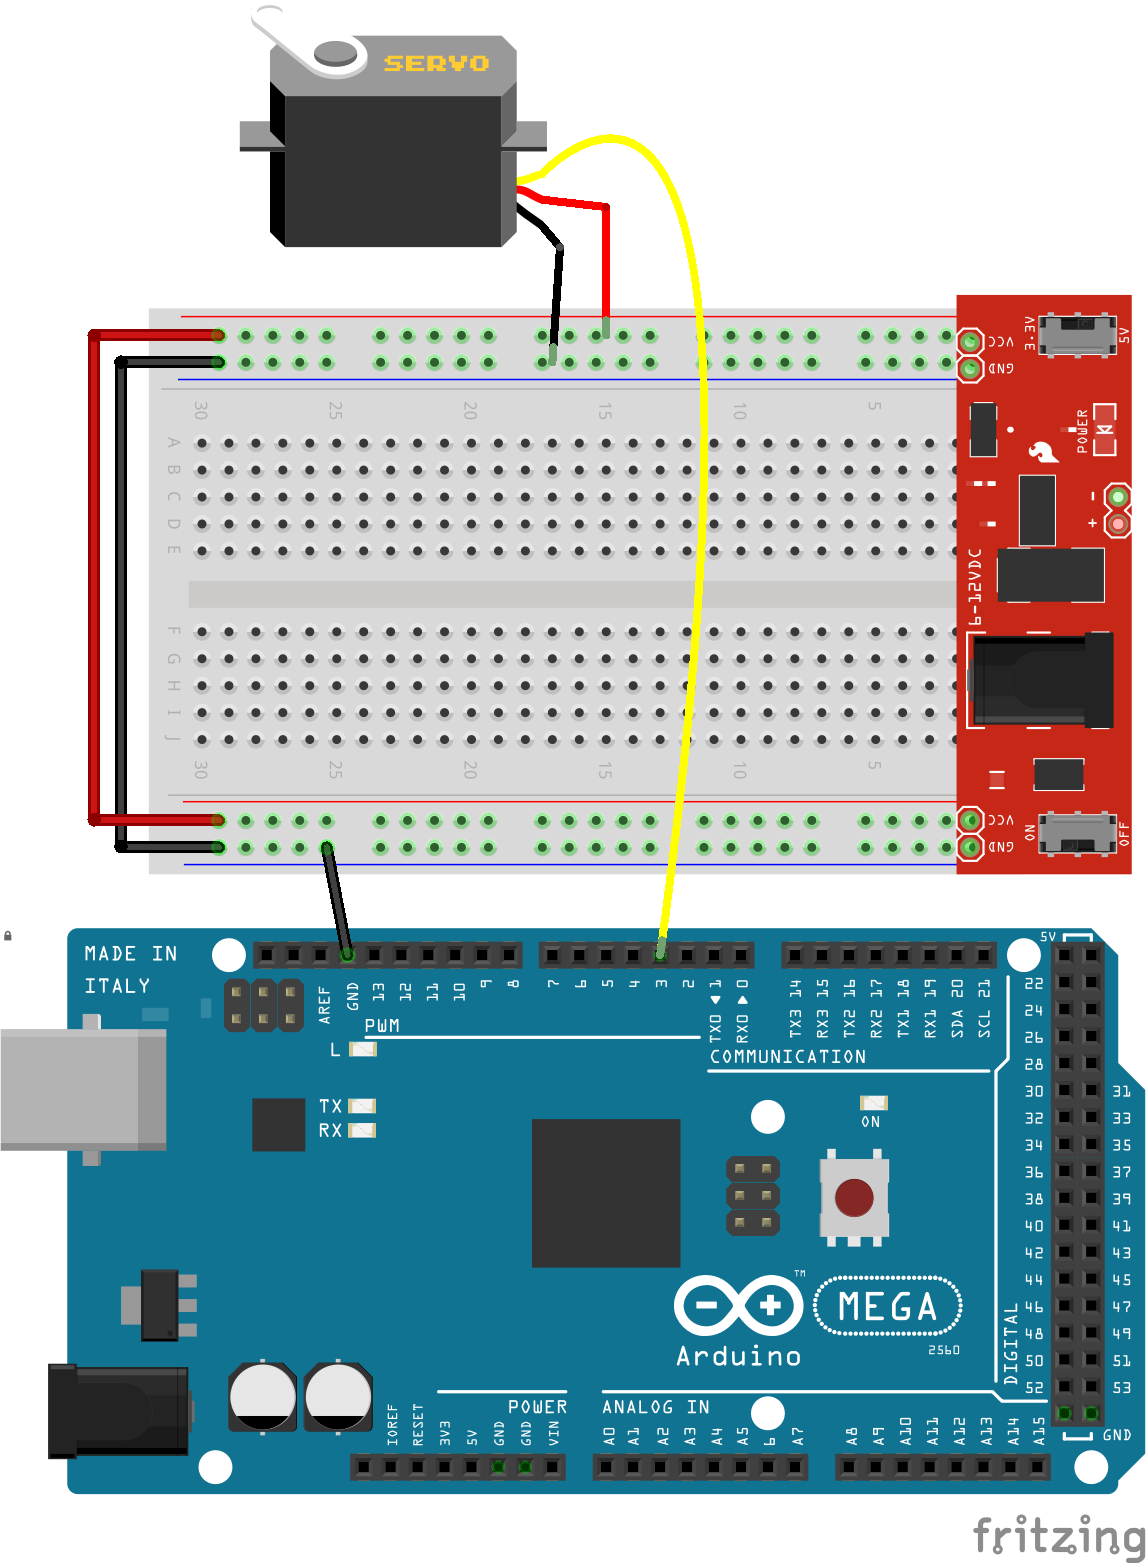 SERVO
3.3V
5V
VCC
GND
30 25 20 15 10 5
POWER
A
B
C
D
E
-
+
6-12VDC
F
G
H
I
J
30 25 20 15 10 5
VCC
GND
ON
OFF
MADE IN
ITALY
5V
AREF GND 13 12 11 10 9 8 7 6 5 4 3 2 TX0 1 RX0 0 TX3 14 RX3 15 TX2 16 RX2 17 TX1 18 RX1 19 SDA 20 SCL 21
PWM
COMMUNICATION
L
TX
RX
ON
22
24
26
28
30 31
32 33
34 35
36 37
38 39
40 41
42 43
44 45
46 47
48 49
50 51
52 53
DIGITAL
GND
- +
TM
MEGA
2560
Arduino
POWER
ANALOG IN
IOREF RESET 3V3 5V GND GND VIN A0 A1 A2 A3 A4 A5 6 A7 A8 A9 A10 A11 A12 A13 A14 A15
fritzing